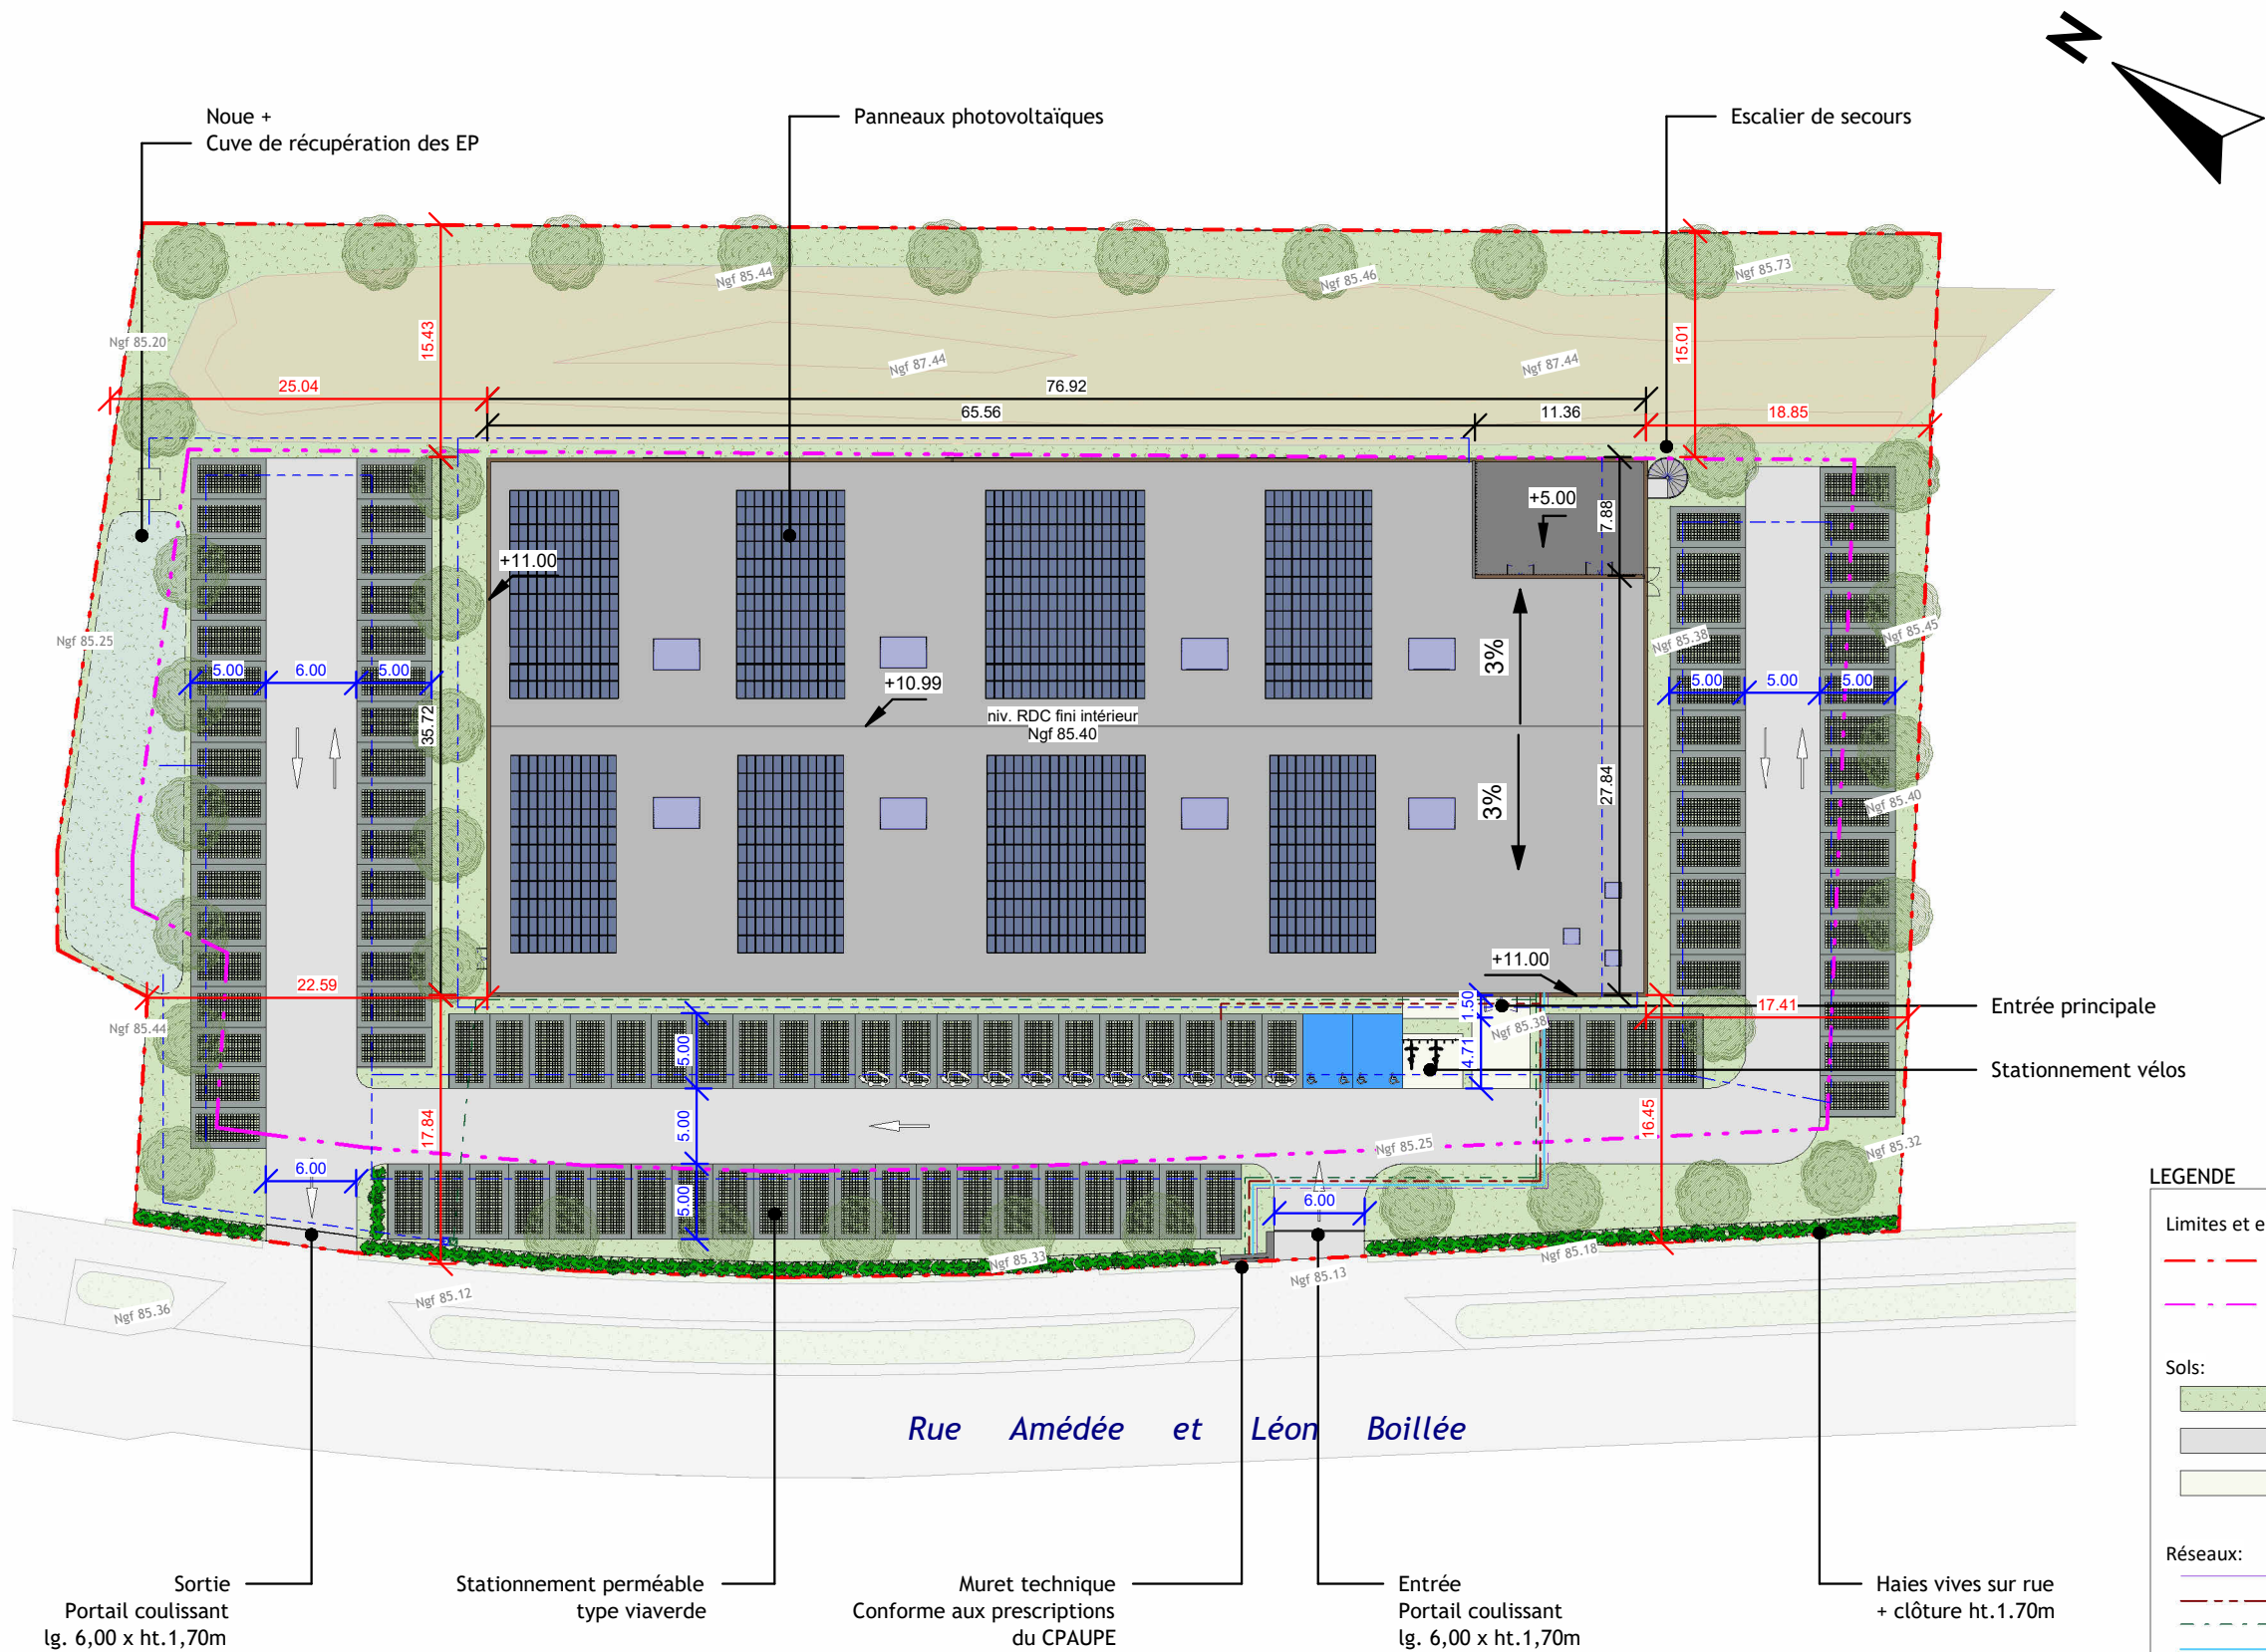 N
Noue +
Cuve de récupération des EP
Panneaux photovoltaïques
Escalier de secours
Ngf 85.44
Ngf 85.46
Ngf 85.73
Ngf 85.20
15.43
15.01
Ngf 87.44
Ngf 87.44
25.04
76.92
65.56
11.36
18.85
+5.00
7.88
+11.00
Ngf 85.25
Ngf 85.38
Ngf 85.45
5.00
6.00
5.00
+10.99
3%
5.00
5.00
5.00
35.72
niv. RDC fini intérieur
Ngf 85.40
3%
27.84
Ngf 85.40
+11.00
22.59
1.50
17.41
Entrée principale
Ngf 85.44
Ngf 85.38
5.00
4.71
Stationnement vélos
17.84
5.00
16.45
Ngf 85.25
Ngf 85.32
6.00
5.00
6.00
LEGENDE
Limites et e
Ngf 85.33
Ngf 85.18
Ngf 85.13
Ngf 85.12
Ngf 85.36
Sols:
Rue Amédée et Léon Boillée
Réseaux:
Sortie
Portail coulissant
lg. 6,00 x ht.1,70m
Stationnement perméable
type viaverde
Muret technique
Conforme aux prescriptions
du CPAUPE
Entrée
Portail coulissant
lg. 6,00 x ht.1,70m
Haies vives sur rue
+ clôture ht.1.70m